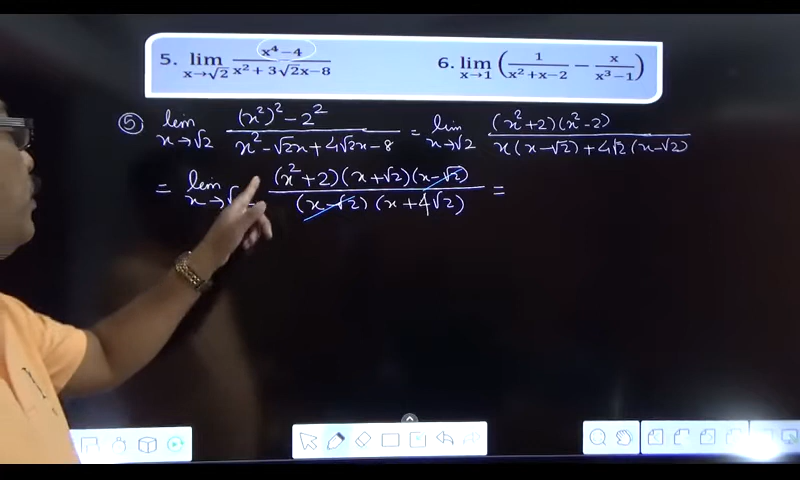 5. lim x→√2 (x⁴−4)/(x²+3√2x−8)
6. lim x→1 (1/(x²+x−2) − x/(x³−1))
⑤ lim x→√2 ((x²)²−2²)/(x²−√2x+4√2x−8) = lim x→√2 ((x²+2)(x²−2))/(x(x−√2)+4√2(x−√2))
= lim x→√ ((x²+2)(x+√2)(x−√2))/((x−√2)(x+4√2)) =